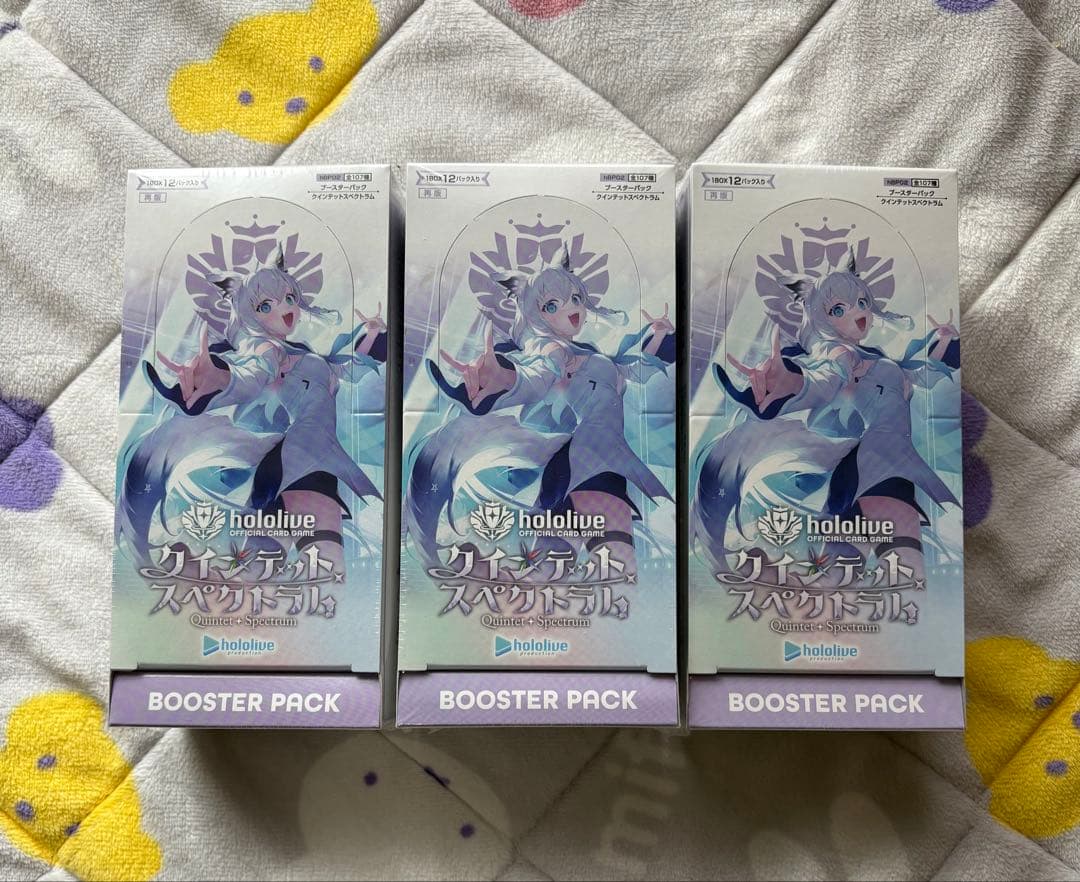 1BOX12パック入り
再版
hBP02 全107種
ブースターパック
クインテットスペクトラム
hololive
OFFICIAL CARD GAME
クインテット
スペクトラム
Quintet + Spectrum
hololive
production
BOOSTER PACK
1BOX12パック入り
再版
hBP02 全107種
ブースターパック
クインテットスペクトラム
hololive
OFFICIAL CARD GAME
クインテット
スペクトラム
Quintet + Spectrum
hololive
production
BOOSTER PACK
1BOX12パック入り
再版
hBP02 全107種
ブースターパック
クインテットスペクトラム
hololive
OFFICIAL CARD GAME
クインテット
スペクトラム
Quintet + Spectrum
hololive
production
BOOSTER PACK